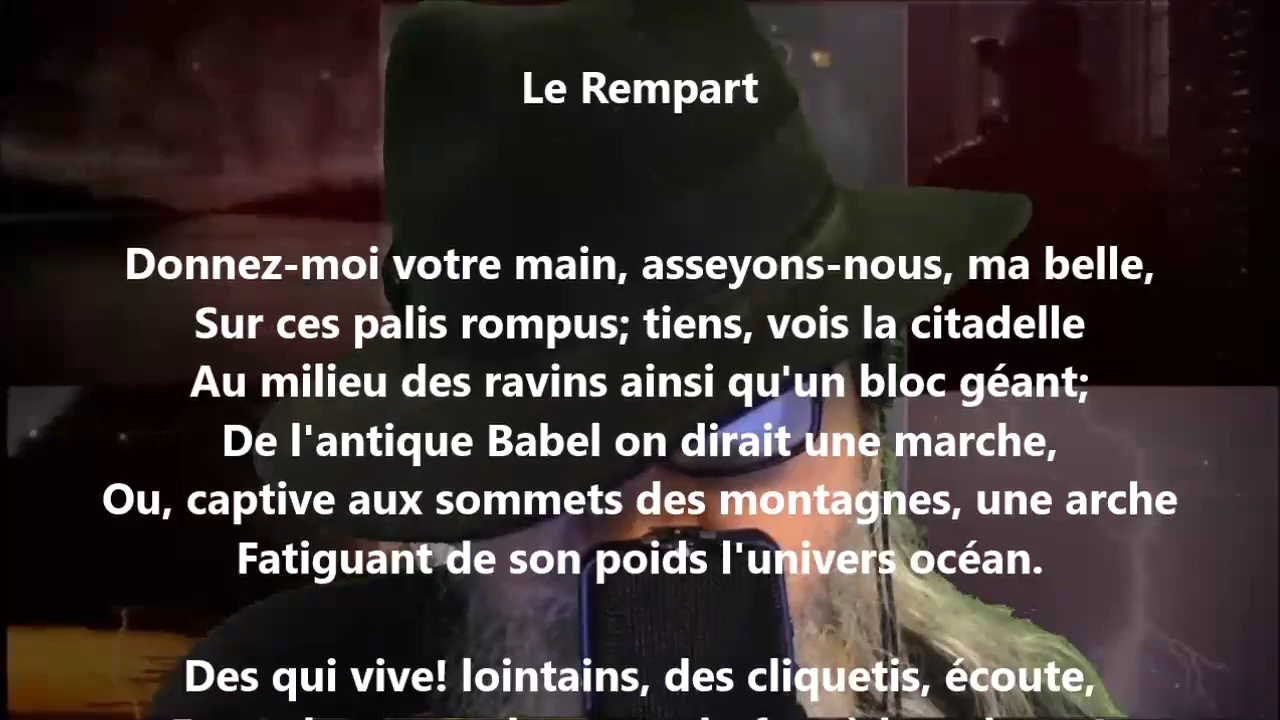 Le Rempart
Donnez-moi votre main, asseyons-nous, ma belle,
Sur ces palis rompus; tiens, vois la citadelle
Au milieu des ravins ainsi qu'un bloc géant;
De l'antique Babel on dirait une marche,
Ou, captive aux sommets des montagnes, une arche
Fatiguant de son poids l'univers océan.
Des qui vive! lointains, des cliquetis, écoute,